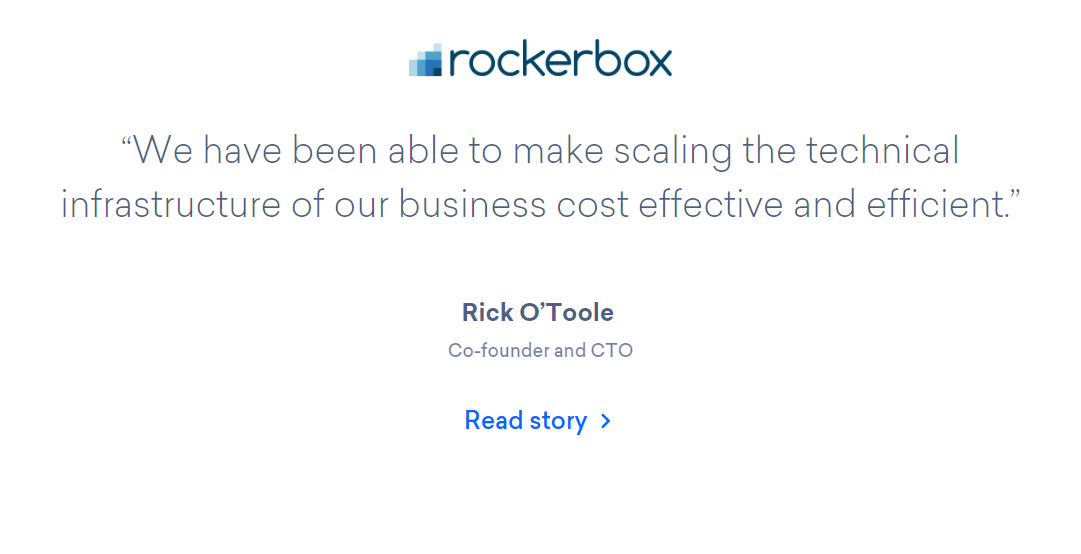 rockerbox
“We have been able to make scaling the technical
infrastructure of our business cost effective and efficient.”
Rick O’Toole
Co-founder and CTO
Read story